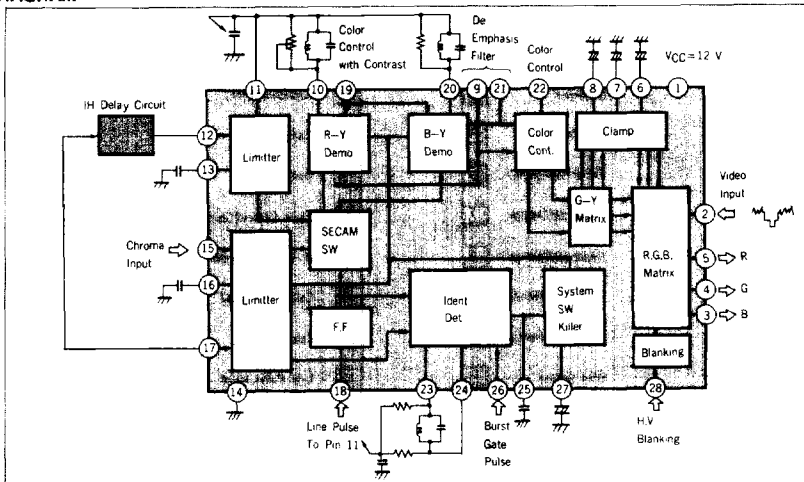 Color
Control
with Contrast
De
Emphasis
Filter
Color
Control
VCC=12 V
11
10
19
20
9
21
22
8
7
6
1
IH Delay Circuit
12
13
Limitter
R-Y
Demo
B-Y
Demo
Color
Cont.
Clamp
G-Y
Matrix
Video
Input
2
Chroma
Input
15
16
17
Limitter
SECAM
SW
F.F
Ident
Det
System
SW
Killer
R.G.B.
Matrix
5
R
4
G
3
B
Blanking
14
18
23
24
26
25
27
28
Line Pulse
To Pin 11
Burst
Gate
Pulse
H.V
Blanking